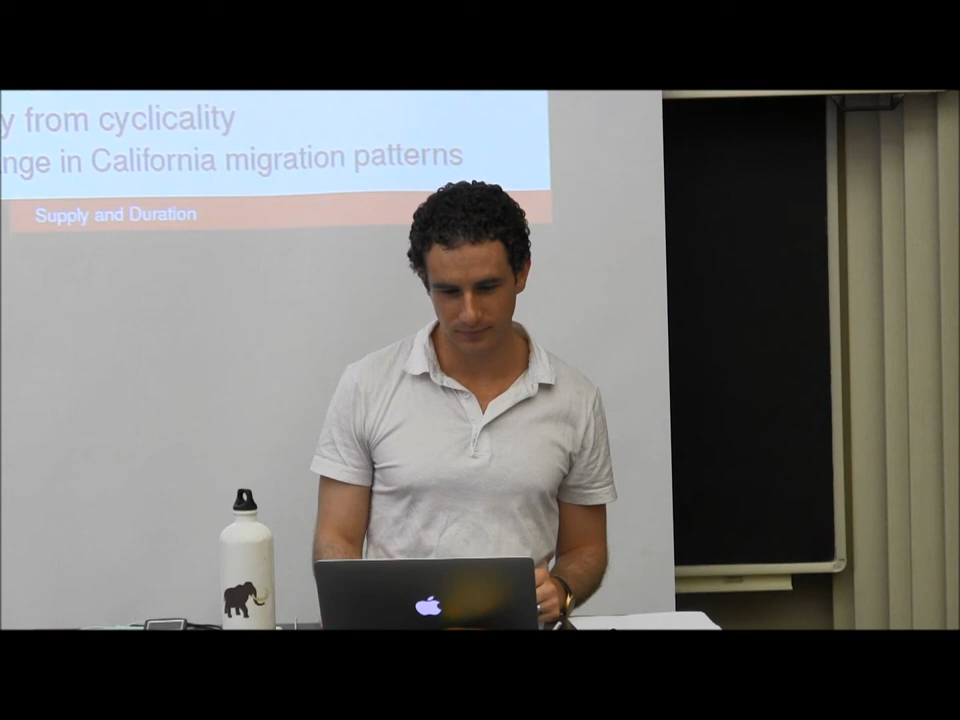 y from cyclicality
nge in California migration patterns
Supply and Duration